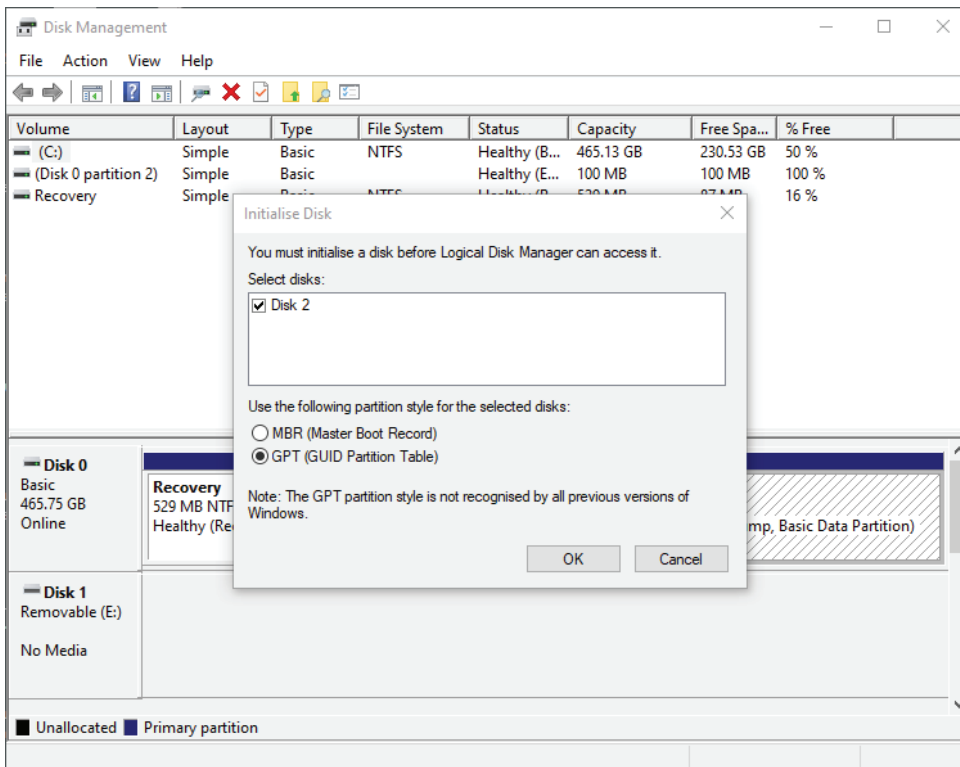 Disk Management
File Action View Help
Volume Layout Type File System Status Capacity Free Spa... % Free
(C:) Simple Basic NTFS Healthy (B... 465.13 GB 230.53 GB 50 %
(Disk 0 partition 2) Simple Basic Healthy (E... 100 MB 100 MB 100 %
Recovery Simple 16 %
Initialise Disk
You must initialise a disk before Logical Disk Manager can access it.
Select disks:
Disk 2
Use the following partition style for the selected disks:
MBR (Master Boot Record)
GPT (GUID Partition Table)
Note: The GPT partition style is not recognised by all previous versions of
Windows.
OK Cancel
Disk 0
Basic
465.75 GB
Online
Recovery
529 MB NTF
Healthy (Re
mp, Basic Data Partition)
Disk 1
Removable (E:)
No Media
Unallocated Primary partition